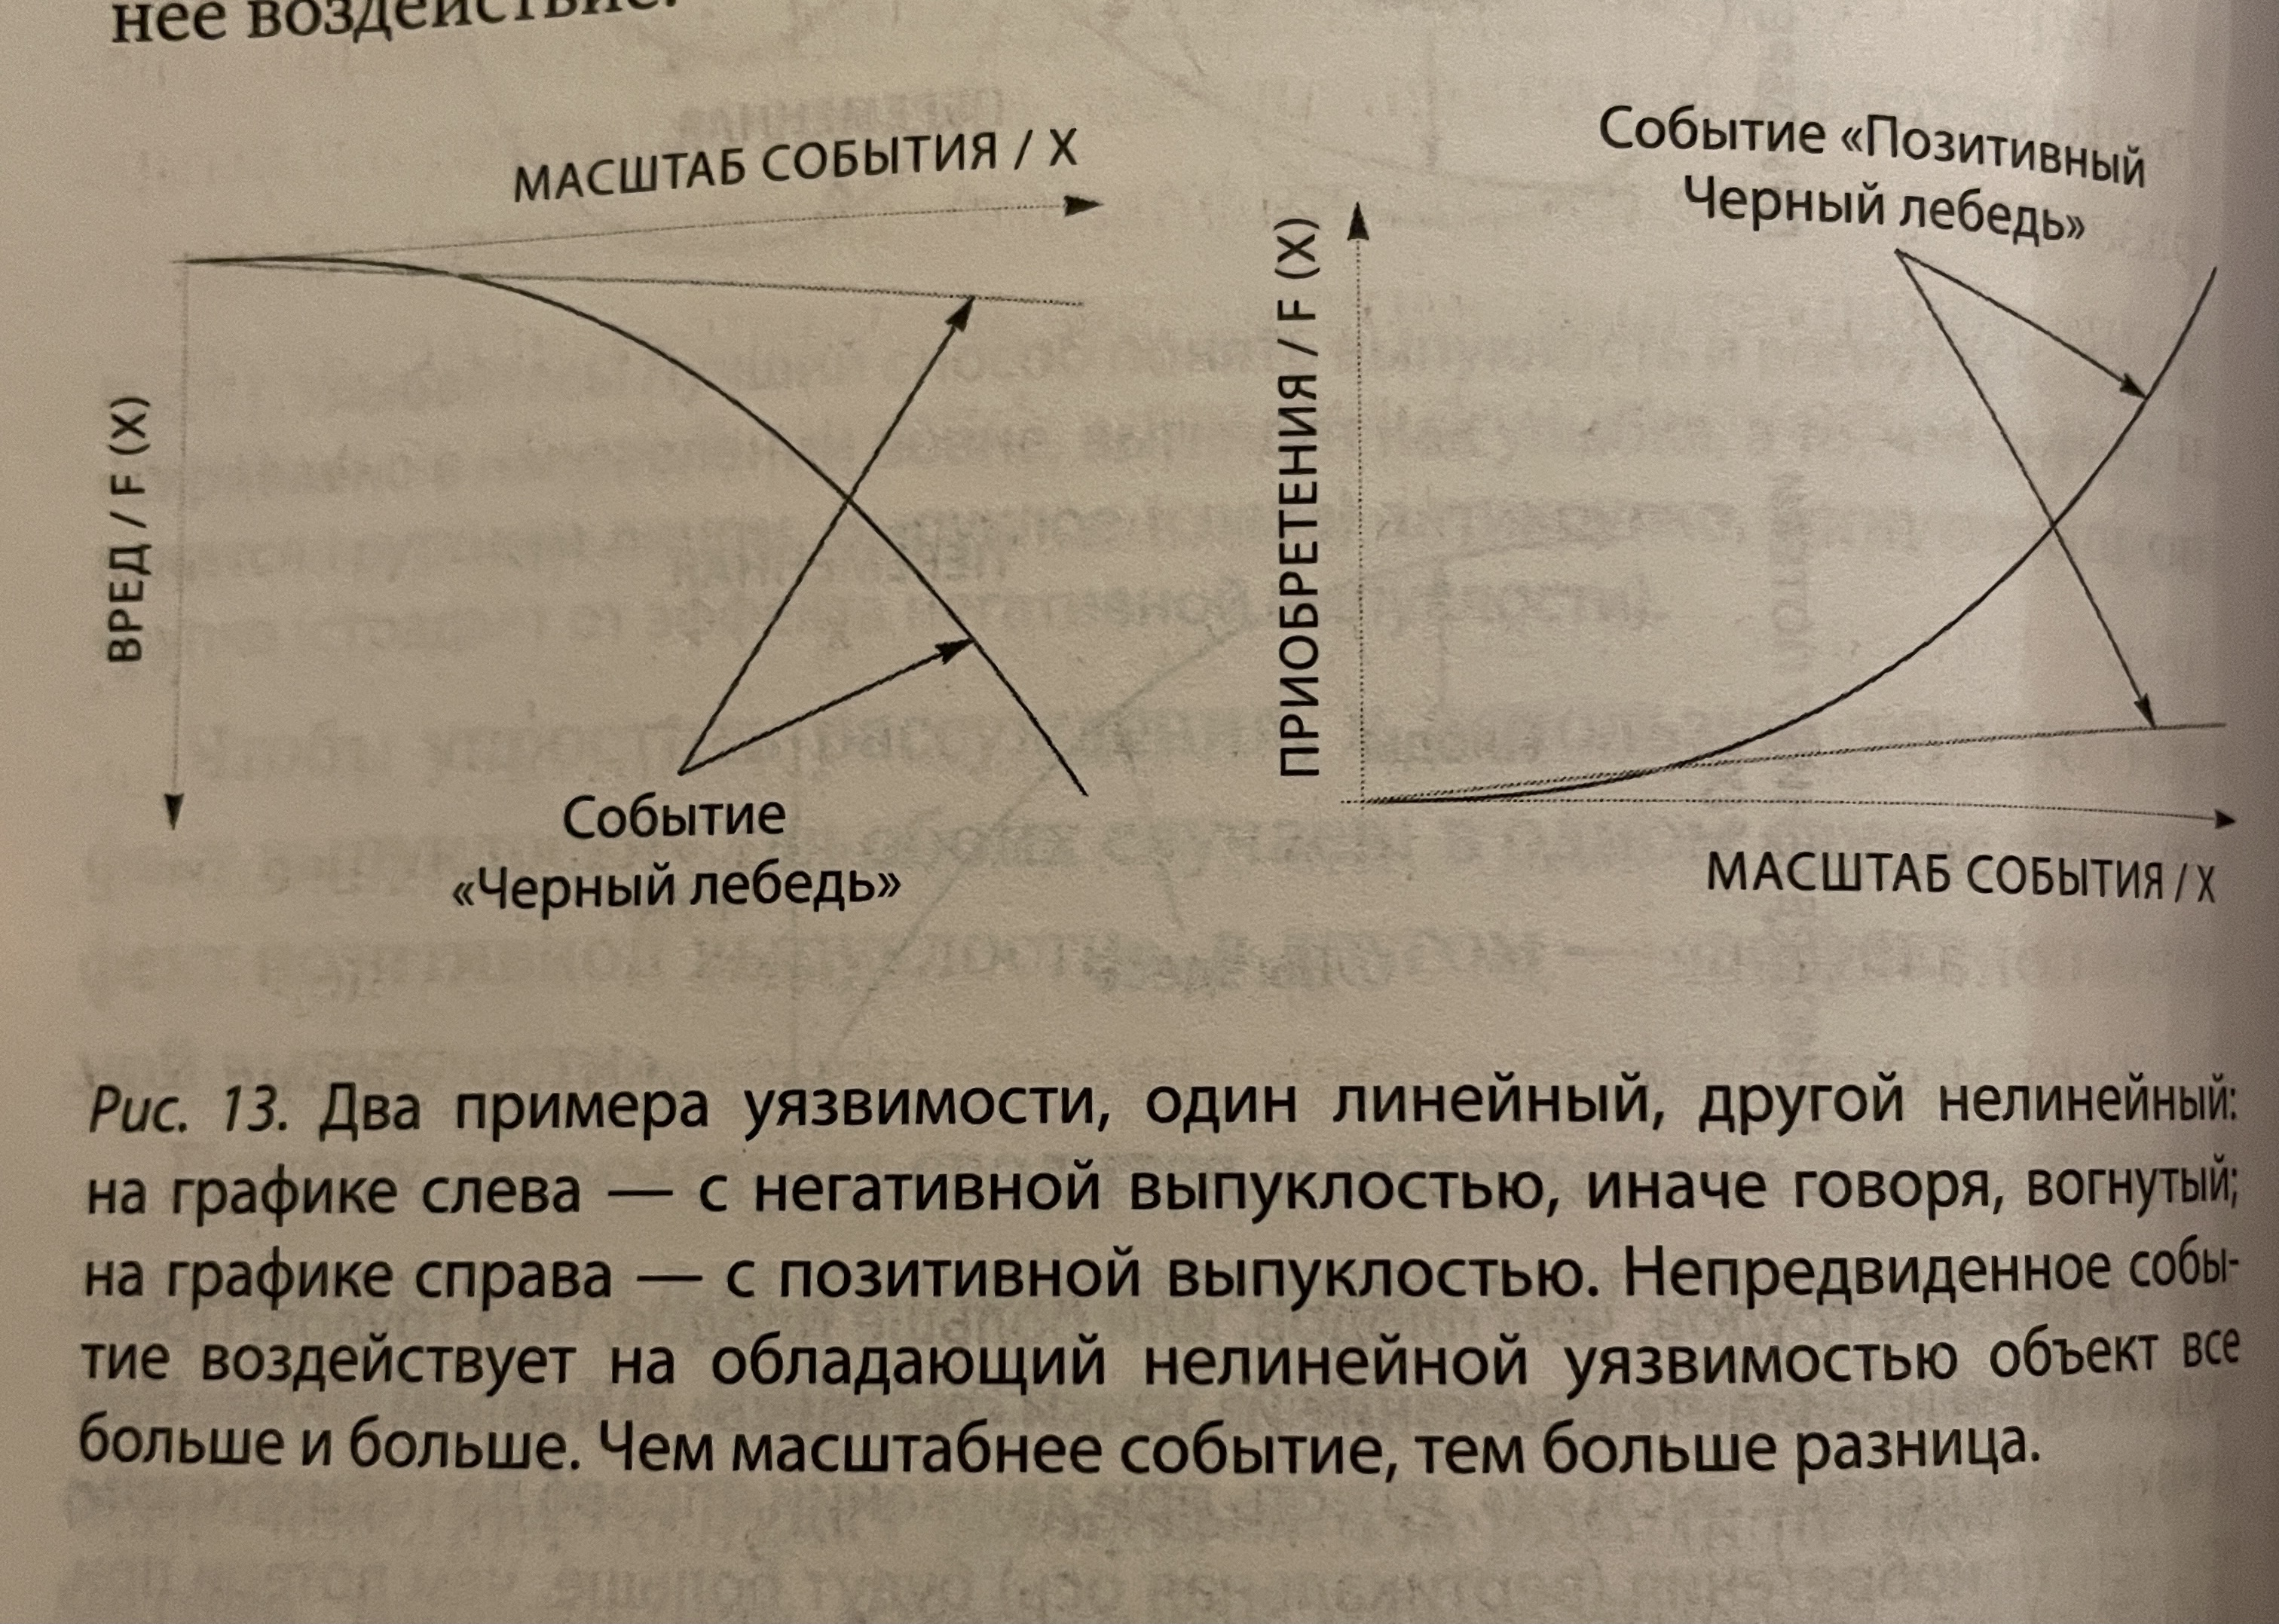 нее воздействие.
МАСШТАБ СОБЫТИЯ / X
ВРЕД / F (X)
Событие
«Черный лебедь»
Событие «Позитивный
Черный лебедь»
ПРИОБРЕТЕНИЯ / F (X)
МАСШТАБ СОБЫТИЯ / X
Рис. 13. Два примера уязвимости, один линейный, другой нелинейный:
на графике слева — с негативной выпуклостью, иначе говоря, вогнутый;
на графике справа — с позитивной выпуклостью. Непредвиденное собы-
тие воздействует на обладающий нелинейной уязвимостью объект все
больше и больше. Чем масштабнее событие, тем больше разница.